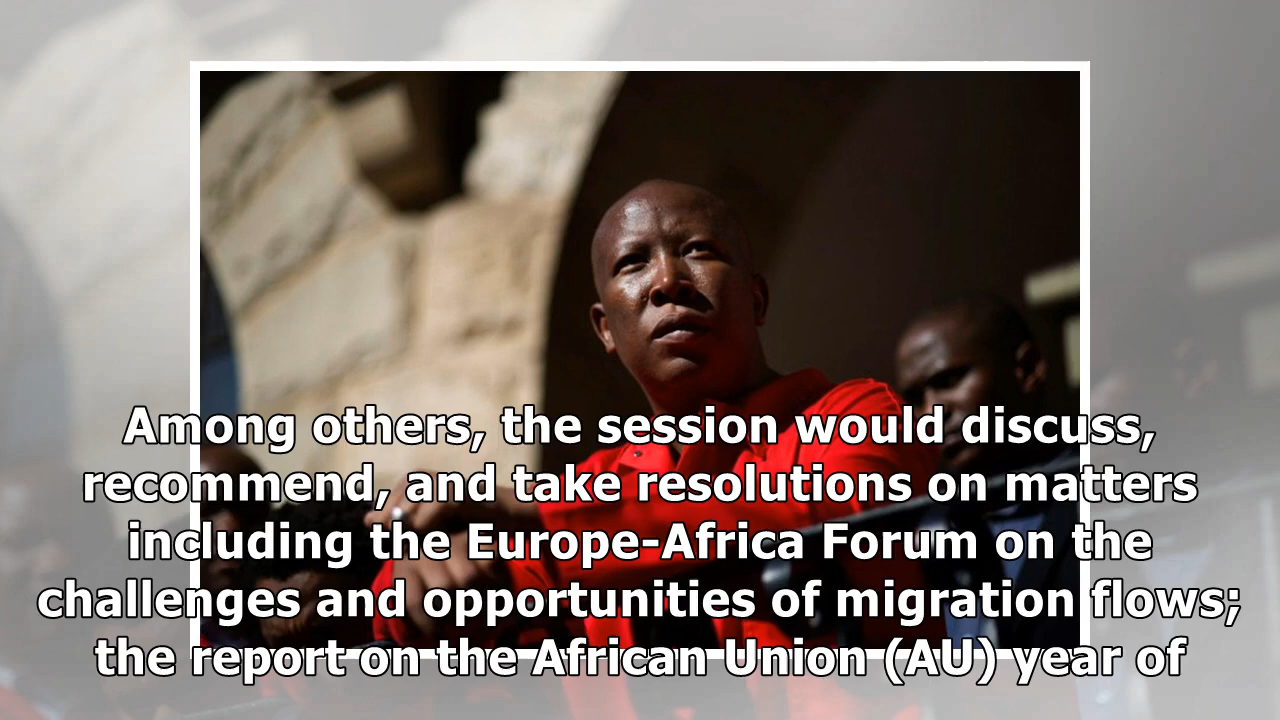 Among others, the session would discuss,
recommend, and take resolutions on matters
including the Europe-Africa Forum on the
challenges and opportunities of migration flows;
the report on the African Union (AU) year of